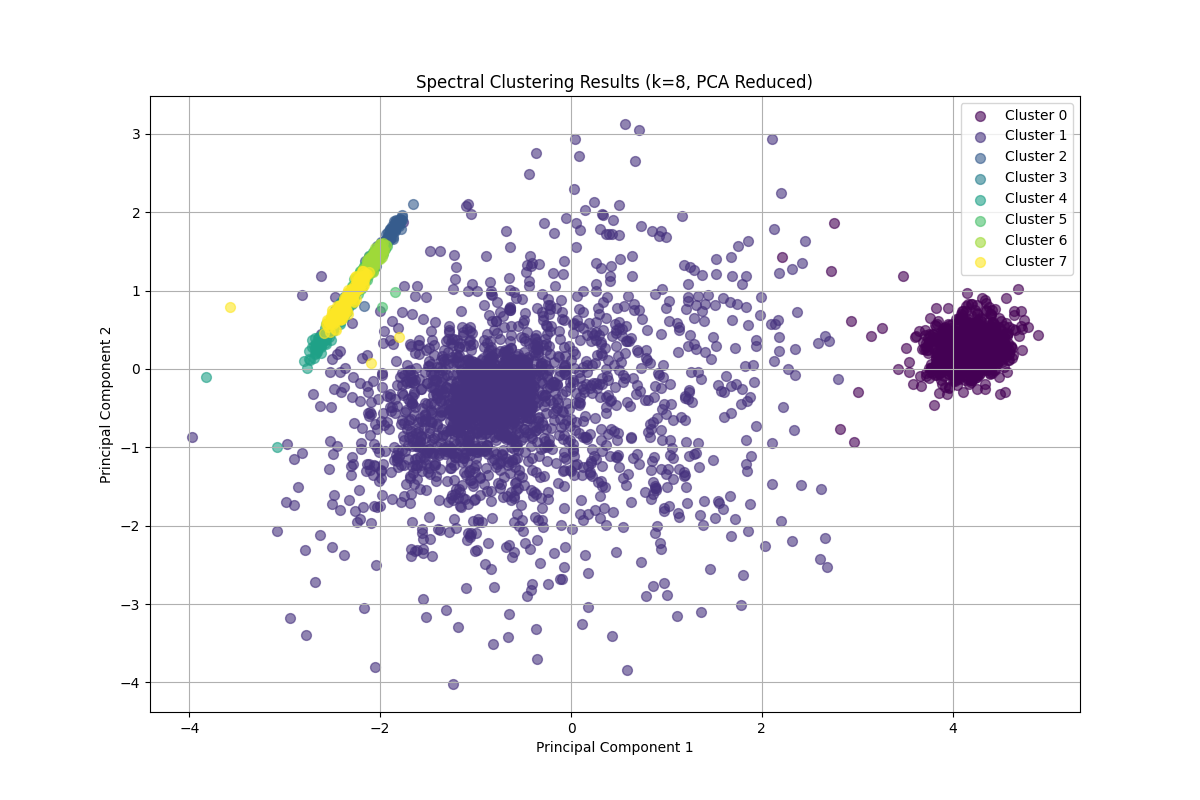 Spectral Clustering Results (k=8, PCA Reduced)
Cluster 0
Cluster 1
Cluster 2
Cluster 3
Cluster 4
Cluster 5
Cluster 6
Cluster 7
Principal Component 2
3
2
1
0
−1
−2
−3
−4
−4
−2
0
2
4
Principal Component 1